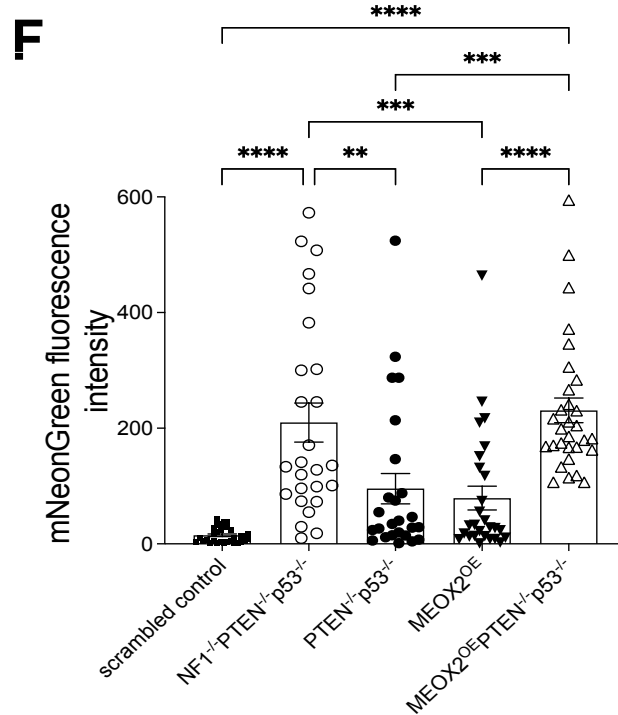 F
****
***
***
****
**
****
600
400
200
0
mNeonGreen fluorescence
intensity
scrambled control
NF1-/-PTEN-/-p53-/-
PTEN-/-p53-/-
MEOX2OE
MEOX2OEPTEN-/-p53-/-